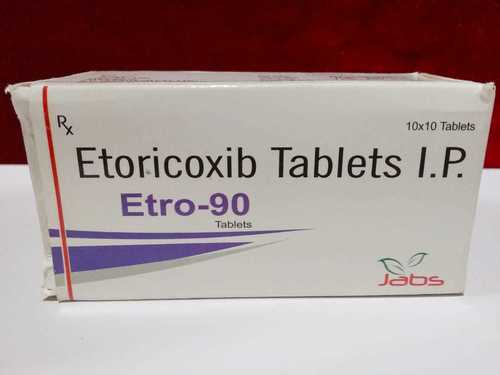 Rx
10x10 Tablets
Etoricoxib Tablets I.P.
Etro-90
Tablets
Jabs